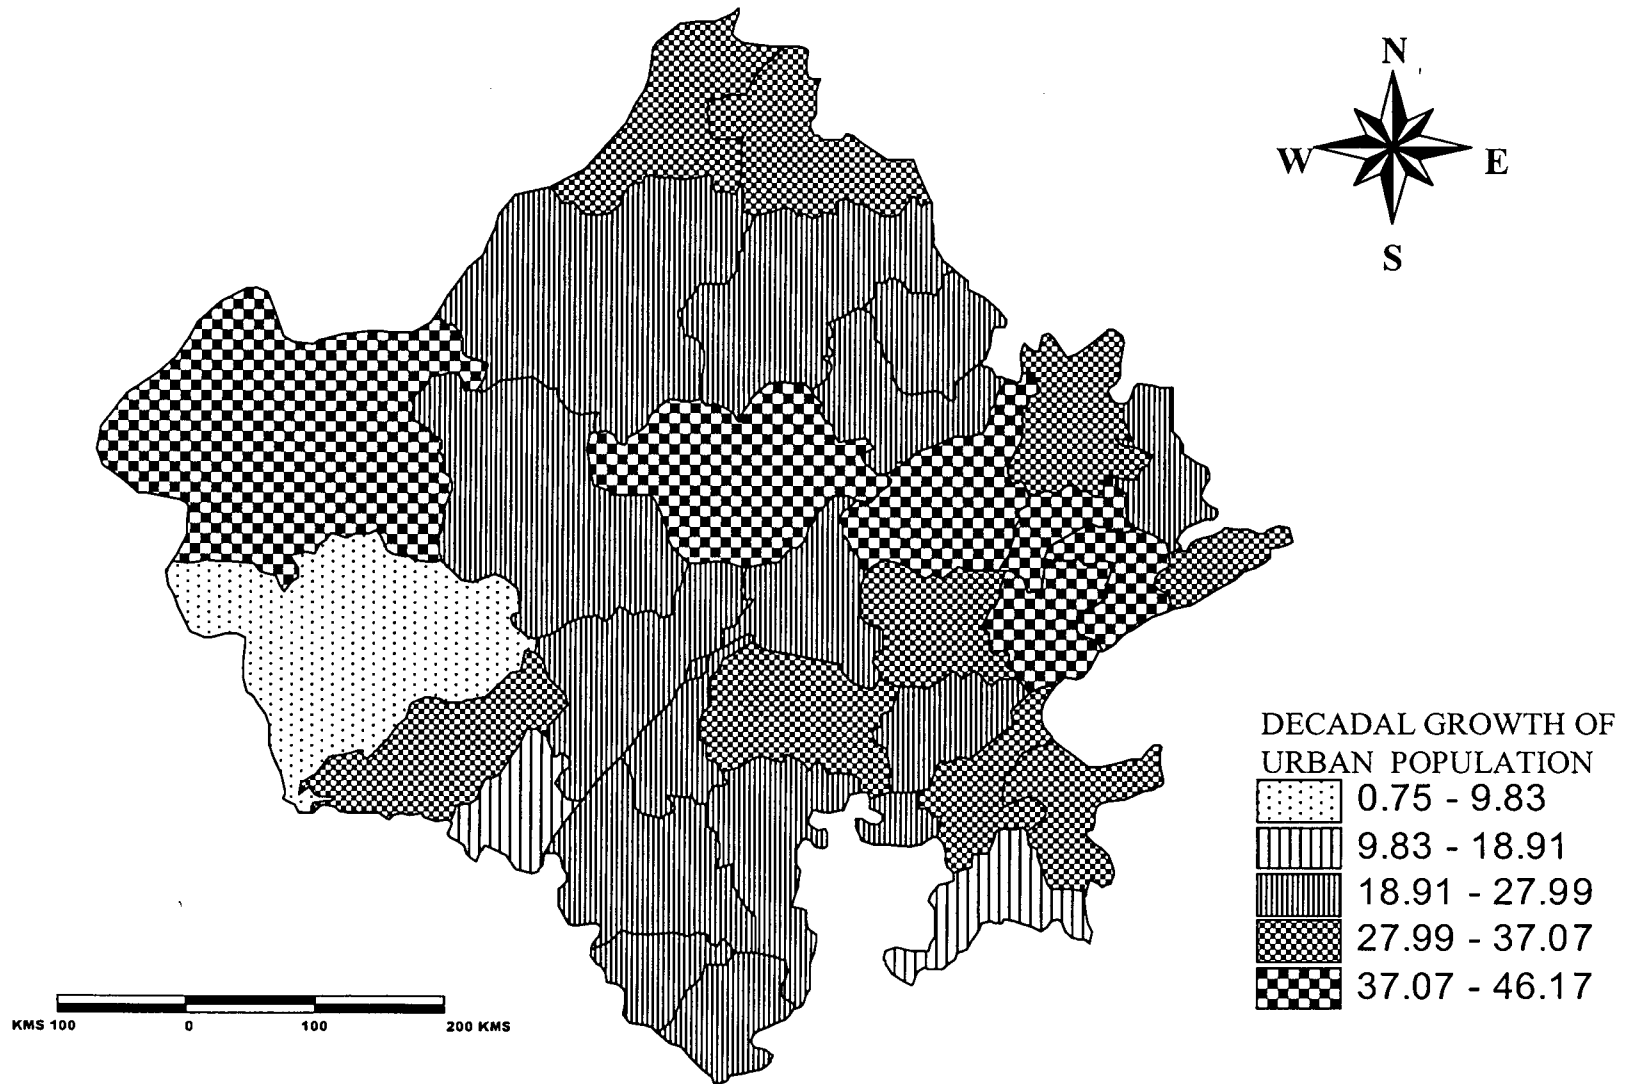 N
W E
S
DECADAL GROWTH OF
URBAN POPULATION
0.75 - 9.83
9.83 - 18.91
18.91 - 27.99
27.99 - 37.07
37.07 - 46.17
KMS 100 0 100 200 KMS